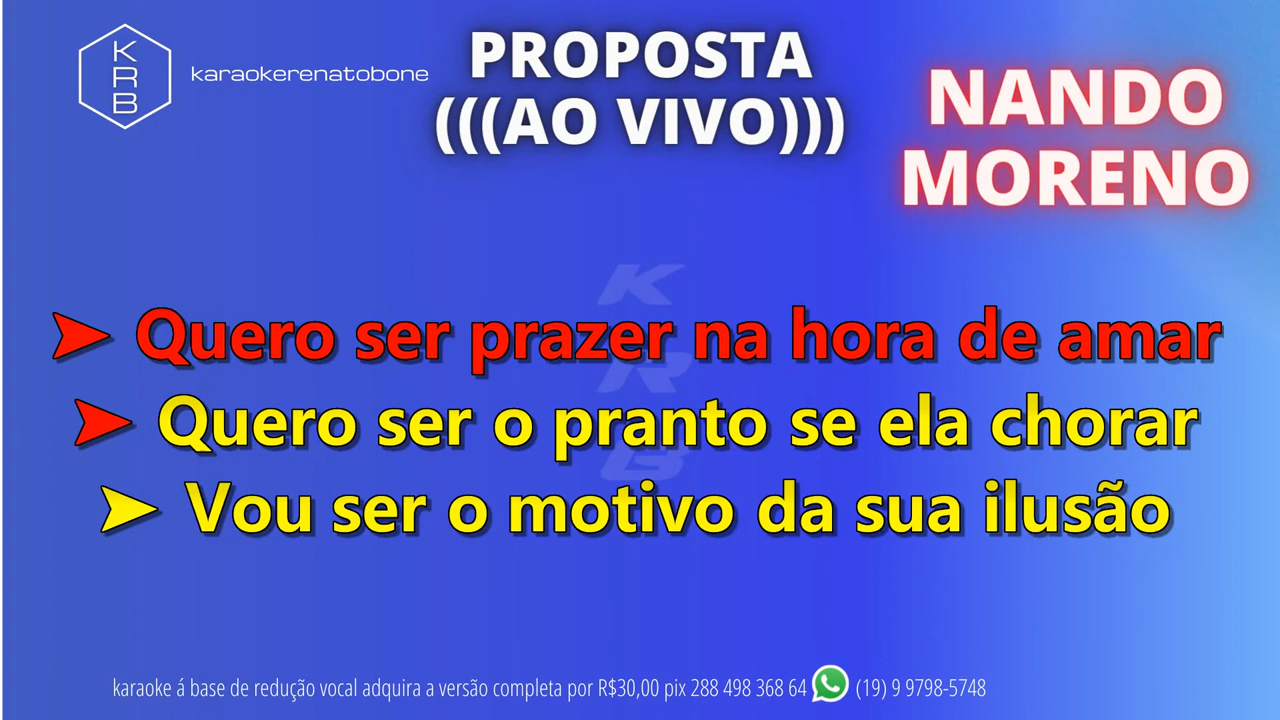 KRB
karaokerenatobone
PROPOSTA
(((AO VIVO)))
NANDO
MORENO
➤ Quero ser prazer na hora de amar
➤ Quero ser o pranto se ela chorar
➤ Vou ser o motivo da sua ilusão
KRB
karaoke á base de redução vocal adquira a versão completa por R$30,00 pix 288 498 368 64 (19) 9 9798-5748